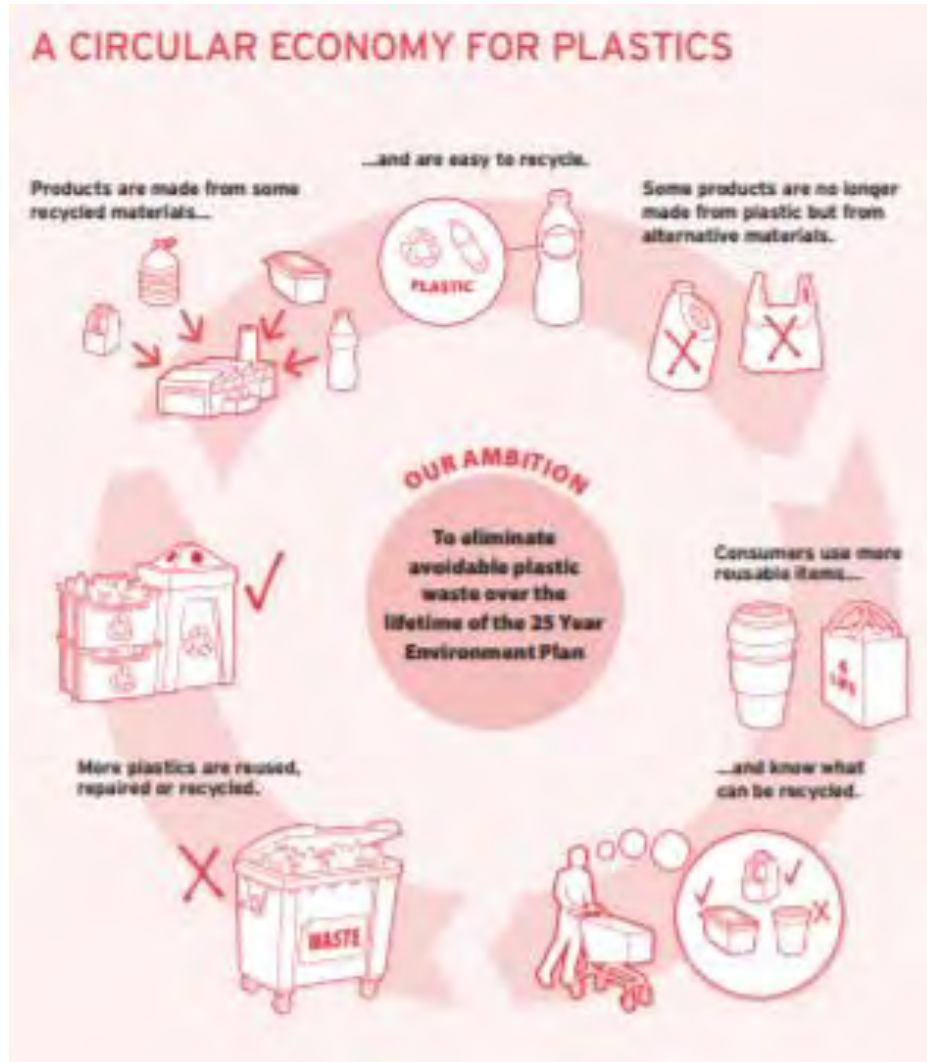 A CIRCULAR ECONOMY FOR PLASTICS
...and are easy to recycle.
Products are made from some
recycled materials...
Some products are no longer
made from plastic but from
alternative materials.
PLASTIC
OUR AMBITION
To eliminate
avoidable plastic
waste over the
lifetime of the 25 Year
Environment Plan
Consumers use more
reusable items...
LIFE
More plastics are reused,
repaired or recycled.
...and know what
can be recycled.
WASTE